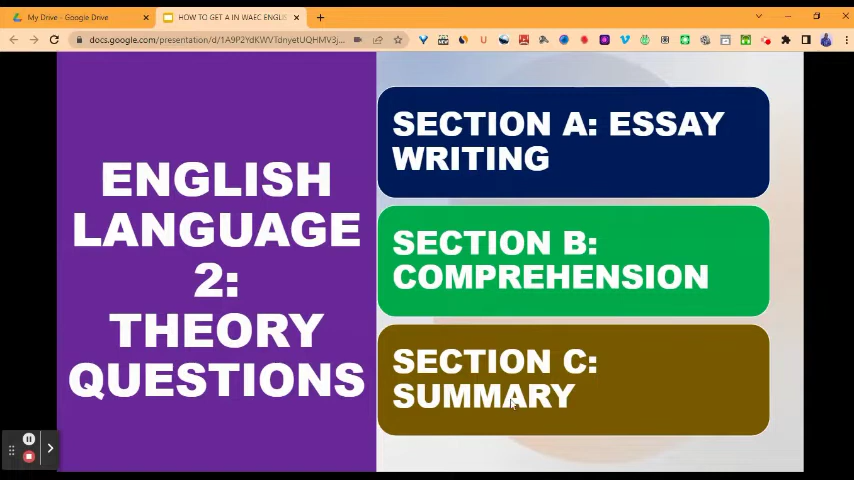 My Drive - Google Drive
HOW TO GET A IN WAEC ENGLI
docs.google.com/presentation/d/1A9P2YdKWVTdnyetUQHMV3j...
ENGLISH
LANGUAGE
2:
THEORY
QUESTIONS
SECTION A: ESSAY
WRITING
SECTION B:
COMPREHENSION
SECTION C:
SUMMARY